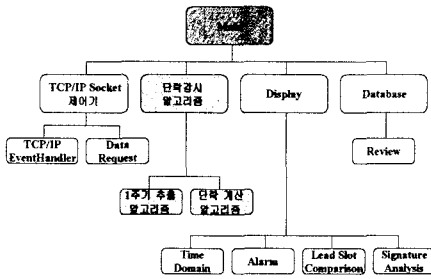 Main
TCP/IP Socket
제어기
단락감시
알고리즘
Display
Database
TCP/IP
EventHandler
Data
Request
Review
1주기 추출
알고리즘
단락 계산
알고리즘
Time
Domain
Alarm
Lead Slot
Comparison
Signature
Analysis